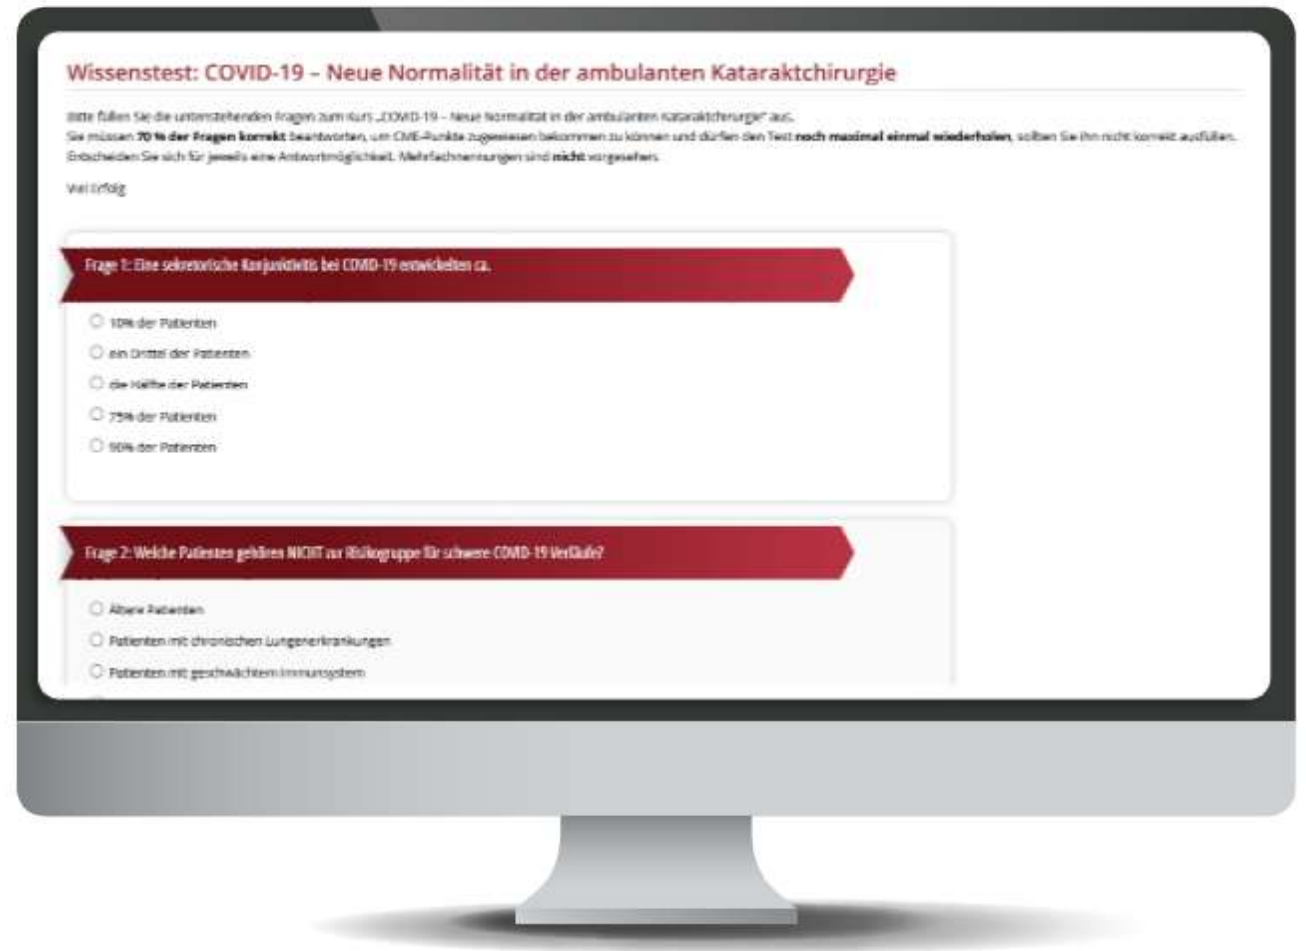 Wissenstest: COVID-19 – Neue Normalität in der ambulanten Kataraktchirurgie
Bitte füllen Sie die untenstehenden Fragen zum Kurs „COVID-19 – Neue Normalität in der ambulanten Kataraktchirurgie" aus.
Sie müssen 70 % der Fragen korrekt beantworten, um CME-Punkte zugewiesen bekommen zu können und dürfen den Test noch maximal einmal wiederholen, sollten Sie ihn nicht korrekt ausfüllen.
Entscheiden Sie sich für jeweils eine Antwortmöglichkeit. Mehrfachnennungen sind nicht vorgesehen.
Viel Erfolg
Frage 1: Eine sekretorische Konjunktivitis bei COVID-19 entwickelten ca.
10% der Patienten
ein Drittel der Patienten
die Hälfte der Patienten
75% der Patienten
90% der Patienten
Frage 2: Welche Patienten gehören NICHT zur Risikogruppe für schwere COVID-19 Verläufe?
Ältere Patienten
Patienten mit chronischen Lungenerkrankungen
Patienten mit geschwächtem Immunsystem